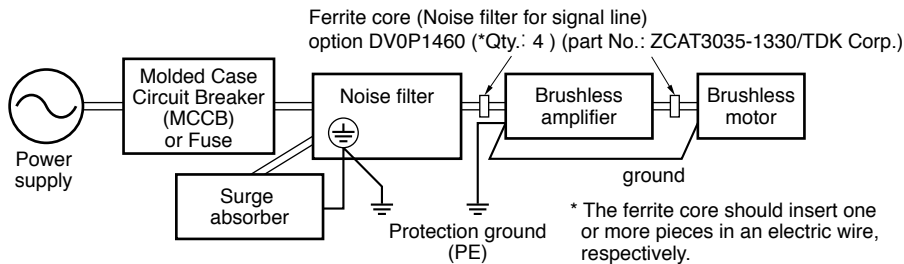 Ferrite core (Noise filter for signal line)
option DV0P1460 (*Qty.: 4 ) (part No.: ZCAT3035-1330/TDK Corp.)
Molded Case
Circuit Breaker
(MCCB)
or Fuse
Noise filter
Brushless
amplifier
Brushless
motor
Power
supply
Surge
absorber
ground
Protection ground
(PE)
* The ferrite core should insert one
or more pieces in an electric wire,
respectively.